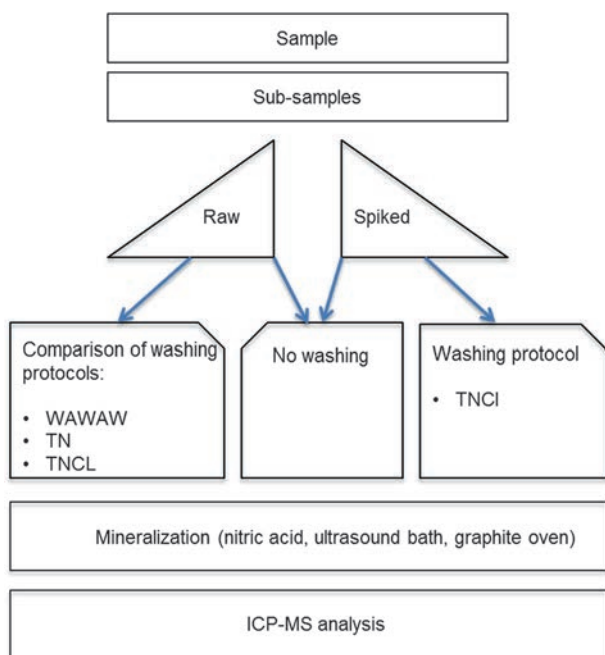 Sample
Sub-samples
Raw
Spiked
Comparison of washing
protocols:
• WAWAW
• TN
• TNCL
No washing
Washing protocol
• TNCl
Mineralization (nitric acid, ultrasound bath, graphite oven)
ICP-MS analysis